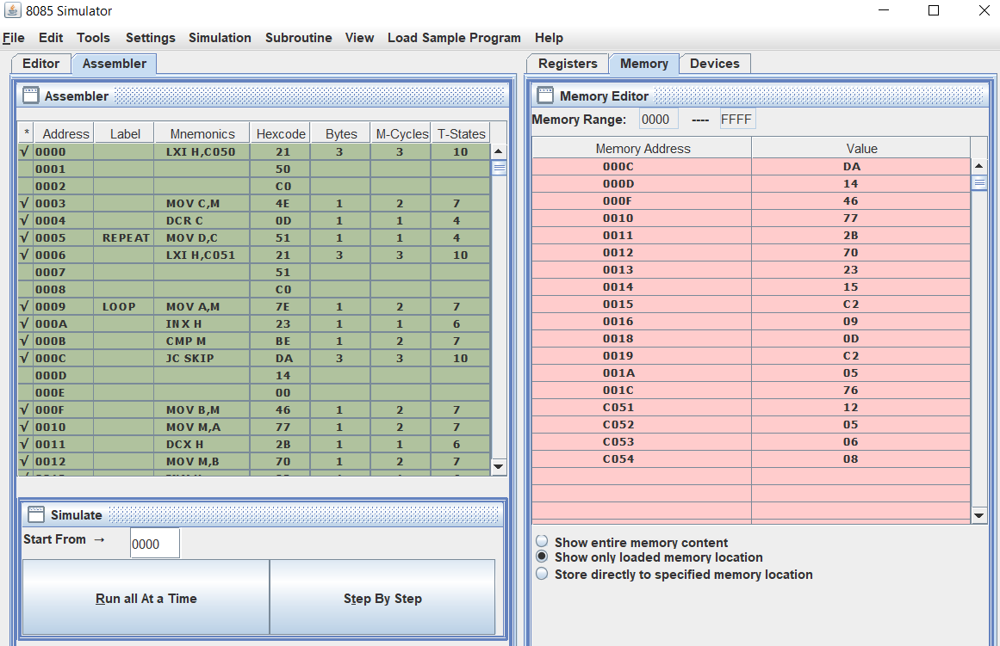 8085 Simulator
File Edit Tools Settings Simulation Subroutine View Load Sample Program Help
Editor Assembler
Assembler
* Address Label Mnemonics Hexcode Bytes M-Cycles T-States
√ 0000 LXI H,C050 21 3 3 10
0001 50
0002 C0
√ 0003 MOV C,M 4E 1 2 7
√ 0004 DCR C 0D 1 1 4
√ 0005 REPEAT MOV D,C 51 1 1 4
√ 0006 LXI H,C051 21 3 3 10
0007 51
0008 C0
√ 0009 LOOP MOV A,M 7E 1 2 7
√ 000A INX H 23 1 1 6
√ 000B CMP M BE 1 2 7
√ 000C JC SKIP DA 3 3 10
000D 14
000E 00
√ 000F MOV B,M 46 1 2 7
√ 0010 MOV M,A 77 1 2 7
√ 0011 DCX H 2B 1 1 6
√ 0012 MOV M,B 70 1 2 7
Simulate
Start From → 0000
Run all At a Time Step By Step
Registers Memory Devices
Memory Editor
Memory Range: 0000 ---- FFFF
Memory Address Value
000C DA
000D 14
000F 46
0010 77
0011 2B
0012 70
0013 23
0014 15
0015 C2
0016 09
0018 0D
0019 C2
001A 05
001C 76
C051 12
C052 05
C053 06
C054 08
Show entire memory content
Show only loaded memory location
Store directly to specified memory location